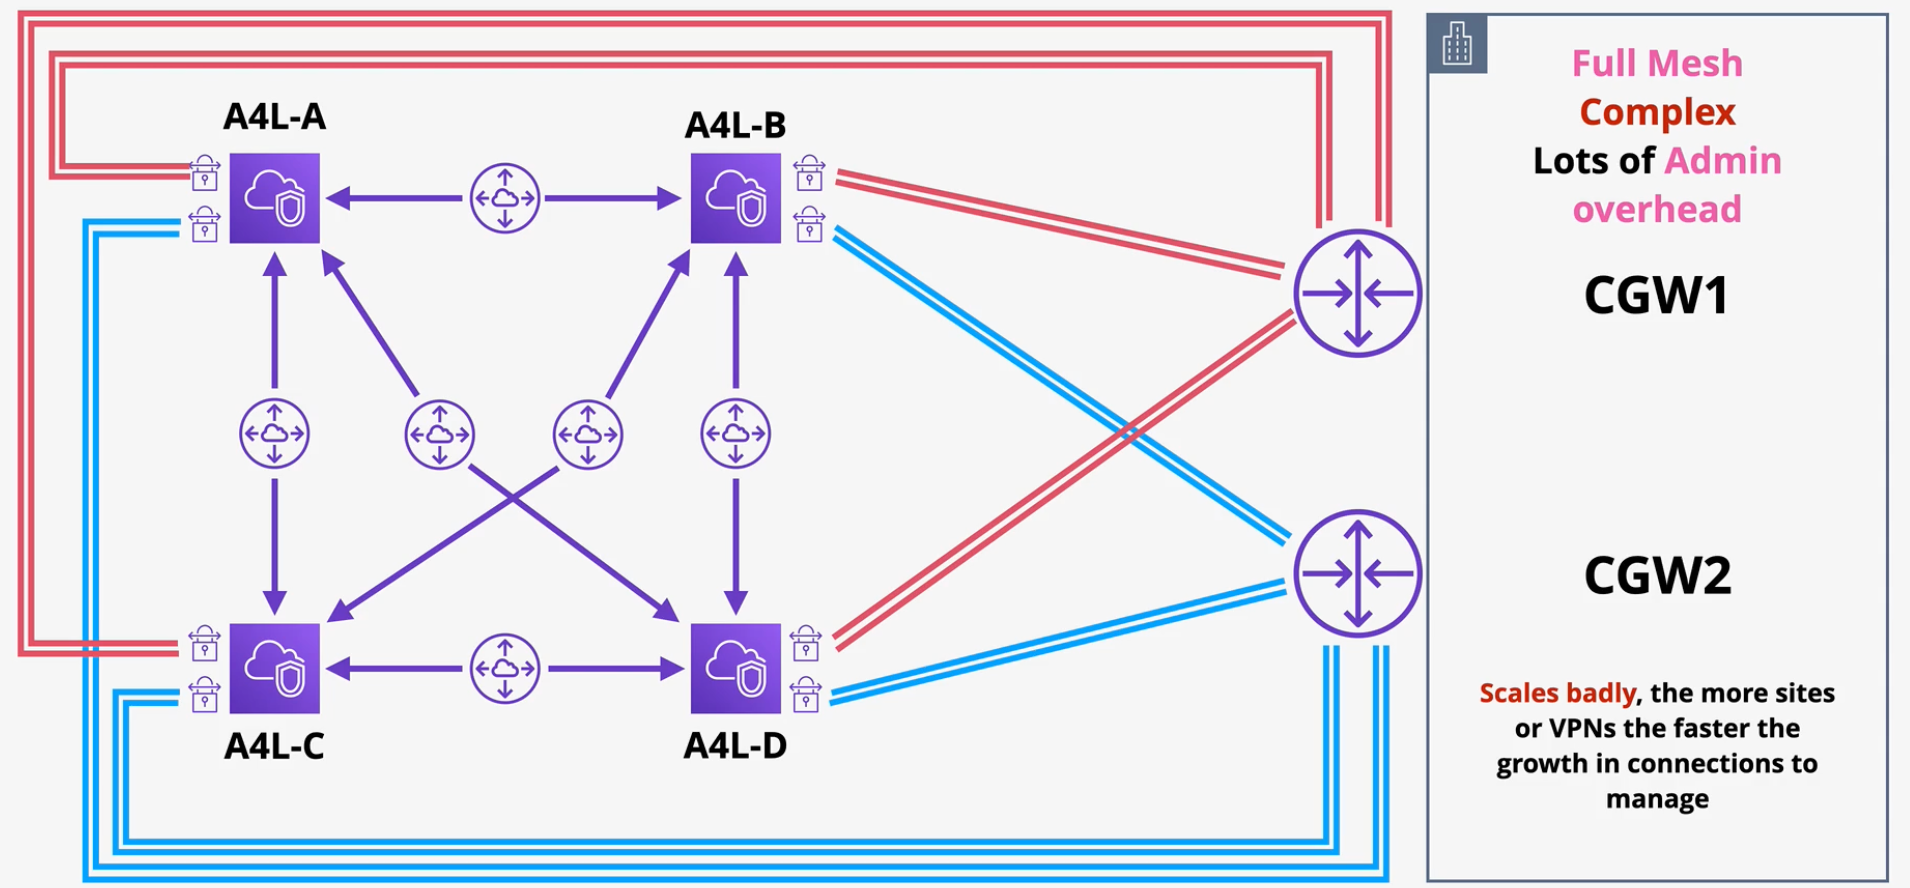 A4L-A
A4L-B
A4L-C
A4L-D
Full Mesh
Complex
Lots of Admin
overhead
CGW1
CGW2
Scales badly, the more sites
or VPNs the faster the
growth in connections to
manage